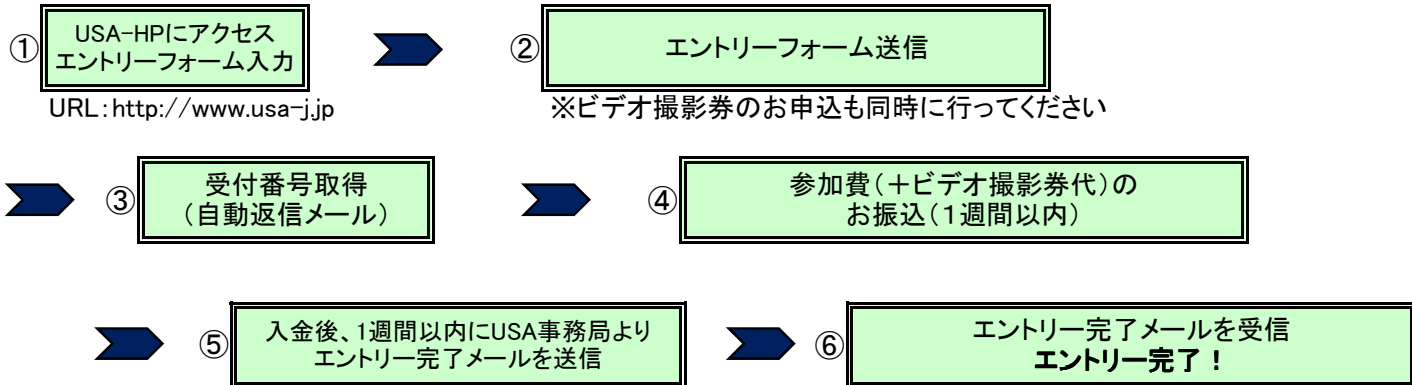 ① USA-HPにアクセス
エントリーフォーム入力
URL：http://www.usa-j.jp
② エントリーフォーム送信
※ビデオ撮影券のお申込も同時に行ってください
③ 受付番号取得
（自動返信メール）
④ 参加費（＋ビデオ撮影券代）の
お振込（１週間以内）
⑤ 入金後、1週間以内にUSA事務局より
エントリー完了メールを送信
⑥ エントリー完了メールを受信
エントリー完了！